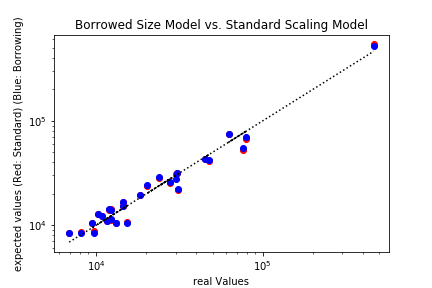 Borrowed Size Model vs. Standard Scaling Model
expected values (Red: Standard) (Blue: Borrowing)
10⁵
10⁴
10⁴ 10⁵
real Values